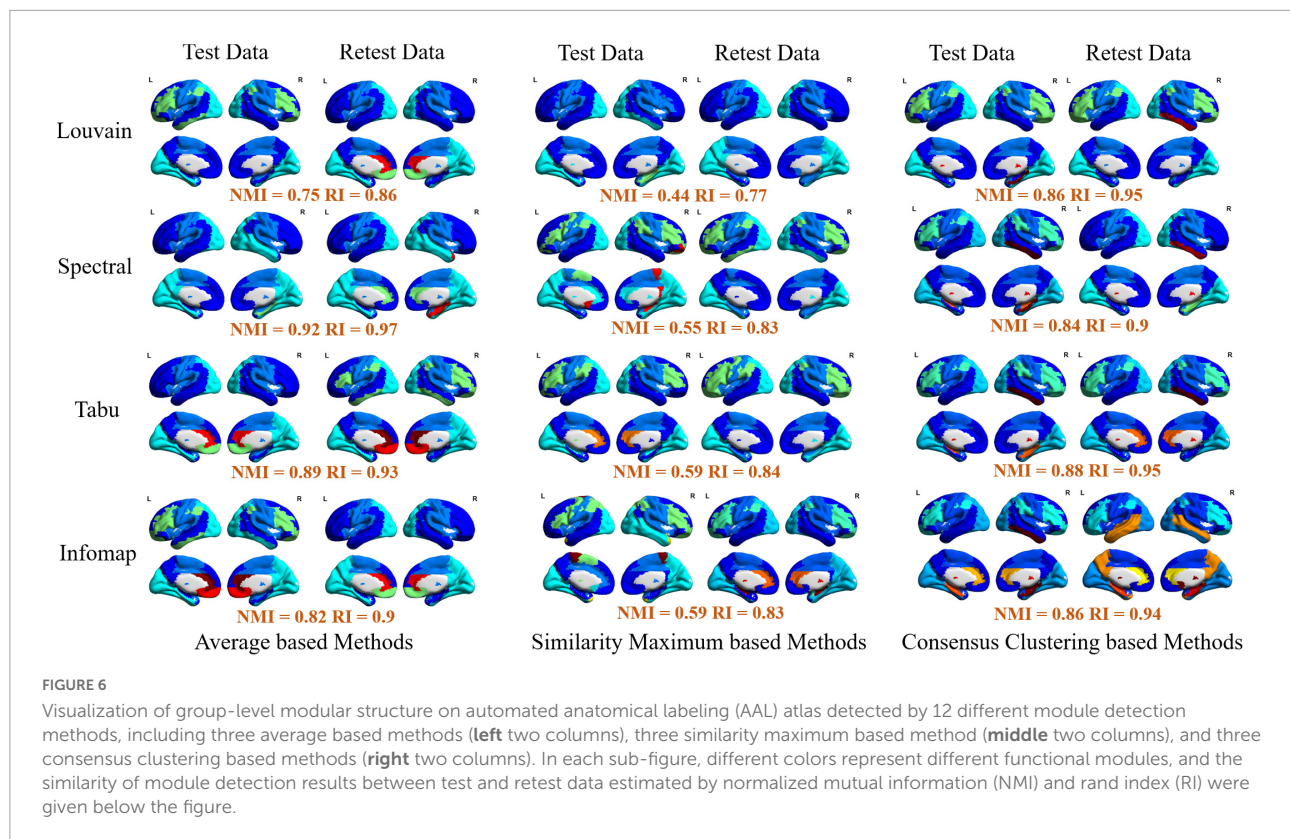 Test Data Retest Data Test Data Retest Data Test Data Retest Data
L R L R L R L R L R L R
Louvain
NMI = 0.75 RI = 0.86 NMI = 0.44 RI = 0.77 NMI = 0.86 RI = 0.95
Spectral
NMI = 0.92 RI = 0.97 NMI = 0.55 RI = 0.83 NMI = 0.84 RI = 0.9
L R L R L R L R L R L R
Tabu
NMI = 0.89 RI = 0.93 NMI = 0.59 RI = 0.84 NMI = 0.88 RI = 0.95
L R L R L R L R L R L R
Infomap
NMI = 0.82 RI = 0.9 NMI = 0.59 RI = 0.83 NMI = 0.86 RI = 0.94
Average based Methods Similarity Maximum based Methods Consensus Clustering based Methods
FIGURE 6
Visualization of group-level modular structure on automated anatomical labeling (AAL) atlas detected by 12 different module detection
methods, including three average based methods (left two columns), three similarity maximum based method (middle two columns), and three
consensus clustering based methods (right two columns). In each sub-figure, different colors represent different functional modules, and the
similarity of module detection results between test and retest data estimated by normalized mutual information (NMI) and rand index (RI) were
given below the figure.